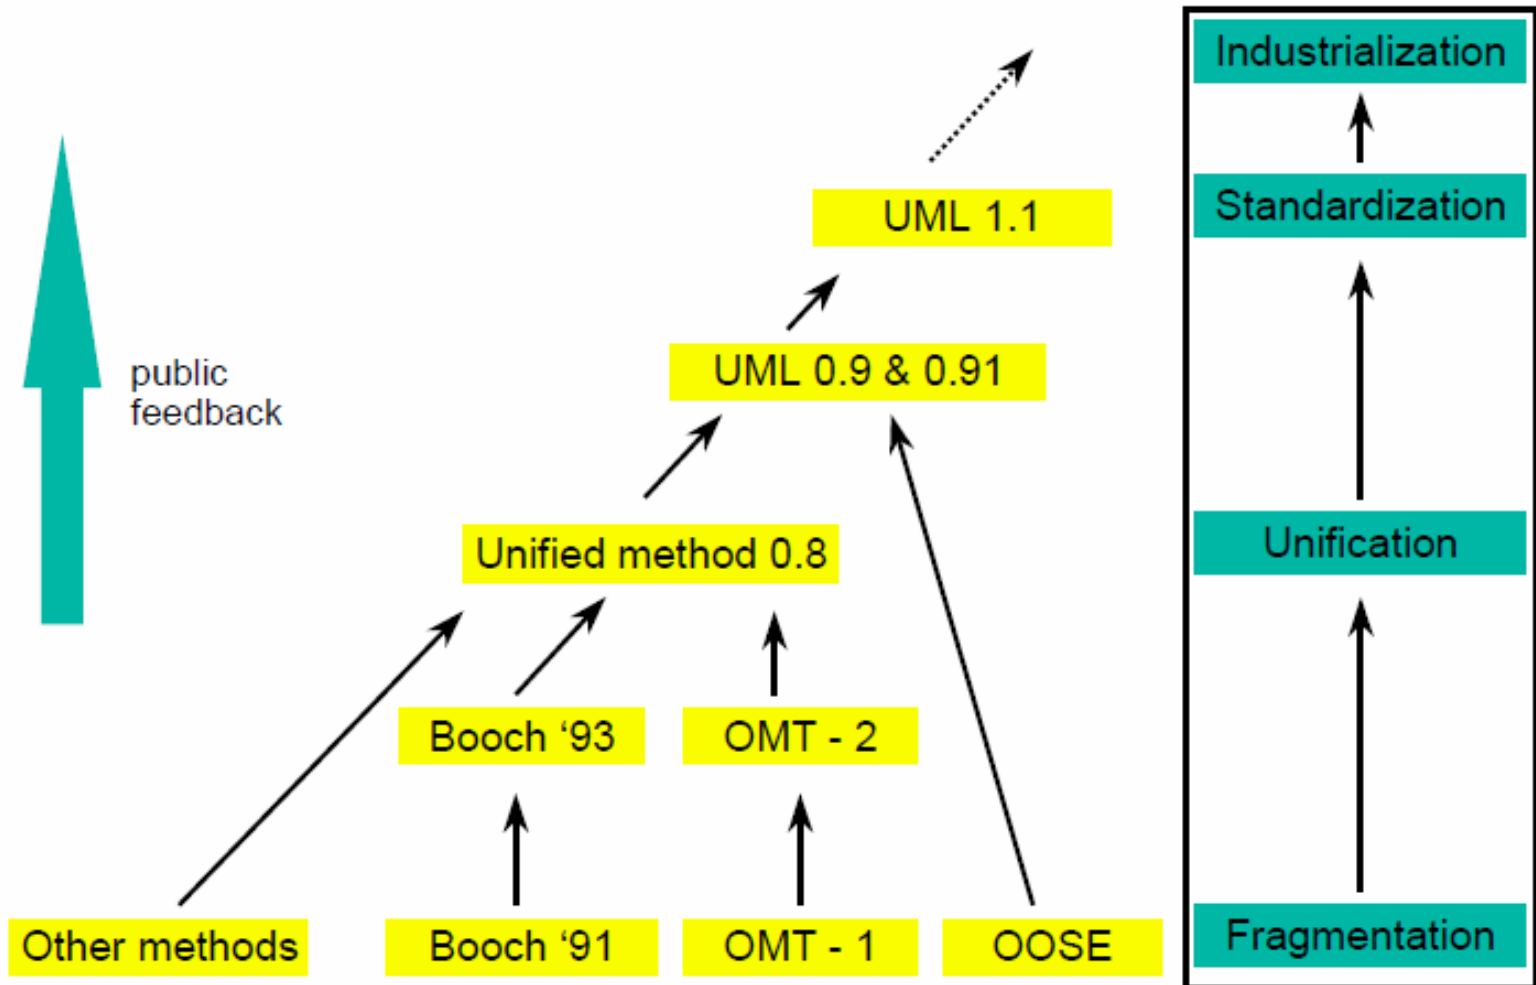 Industrialization
UML 1.1
Standardization
public
feedback
UML 0.9 & 0.91
Unified method 0.8
Unification
Booch ‘93
OMT - 2
Other methods
Booch ‘91
OMT - 1
OOSE
Fragmentation